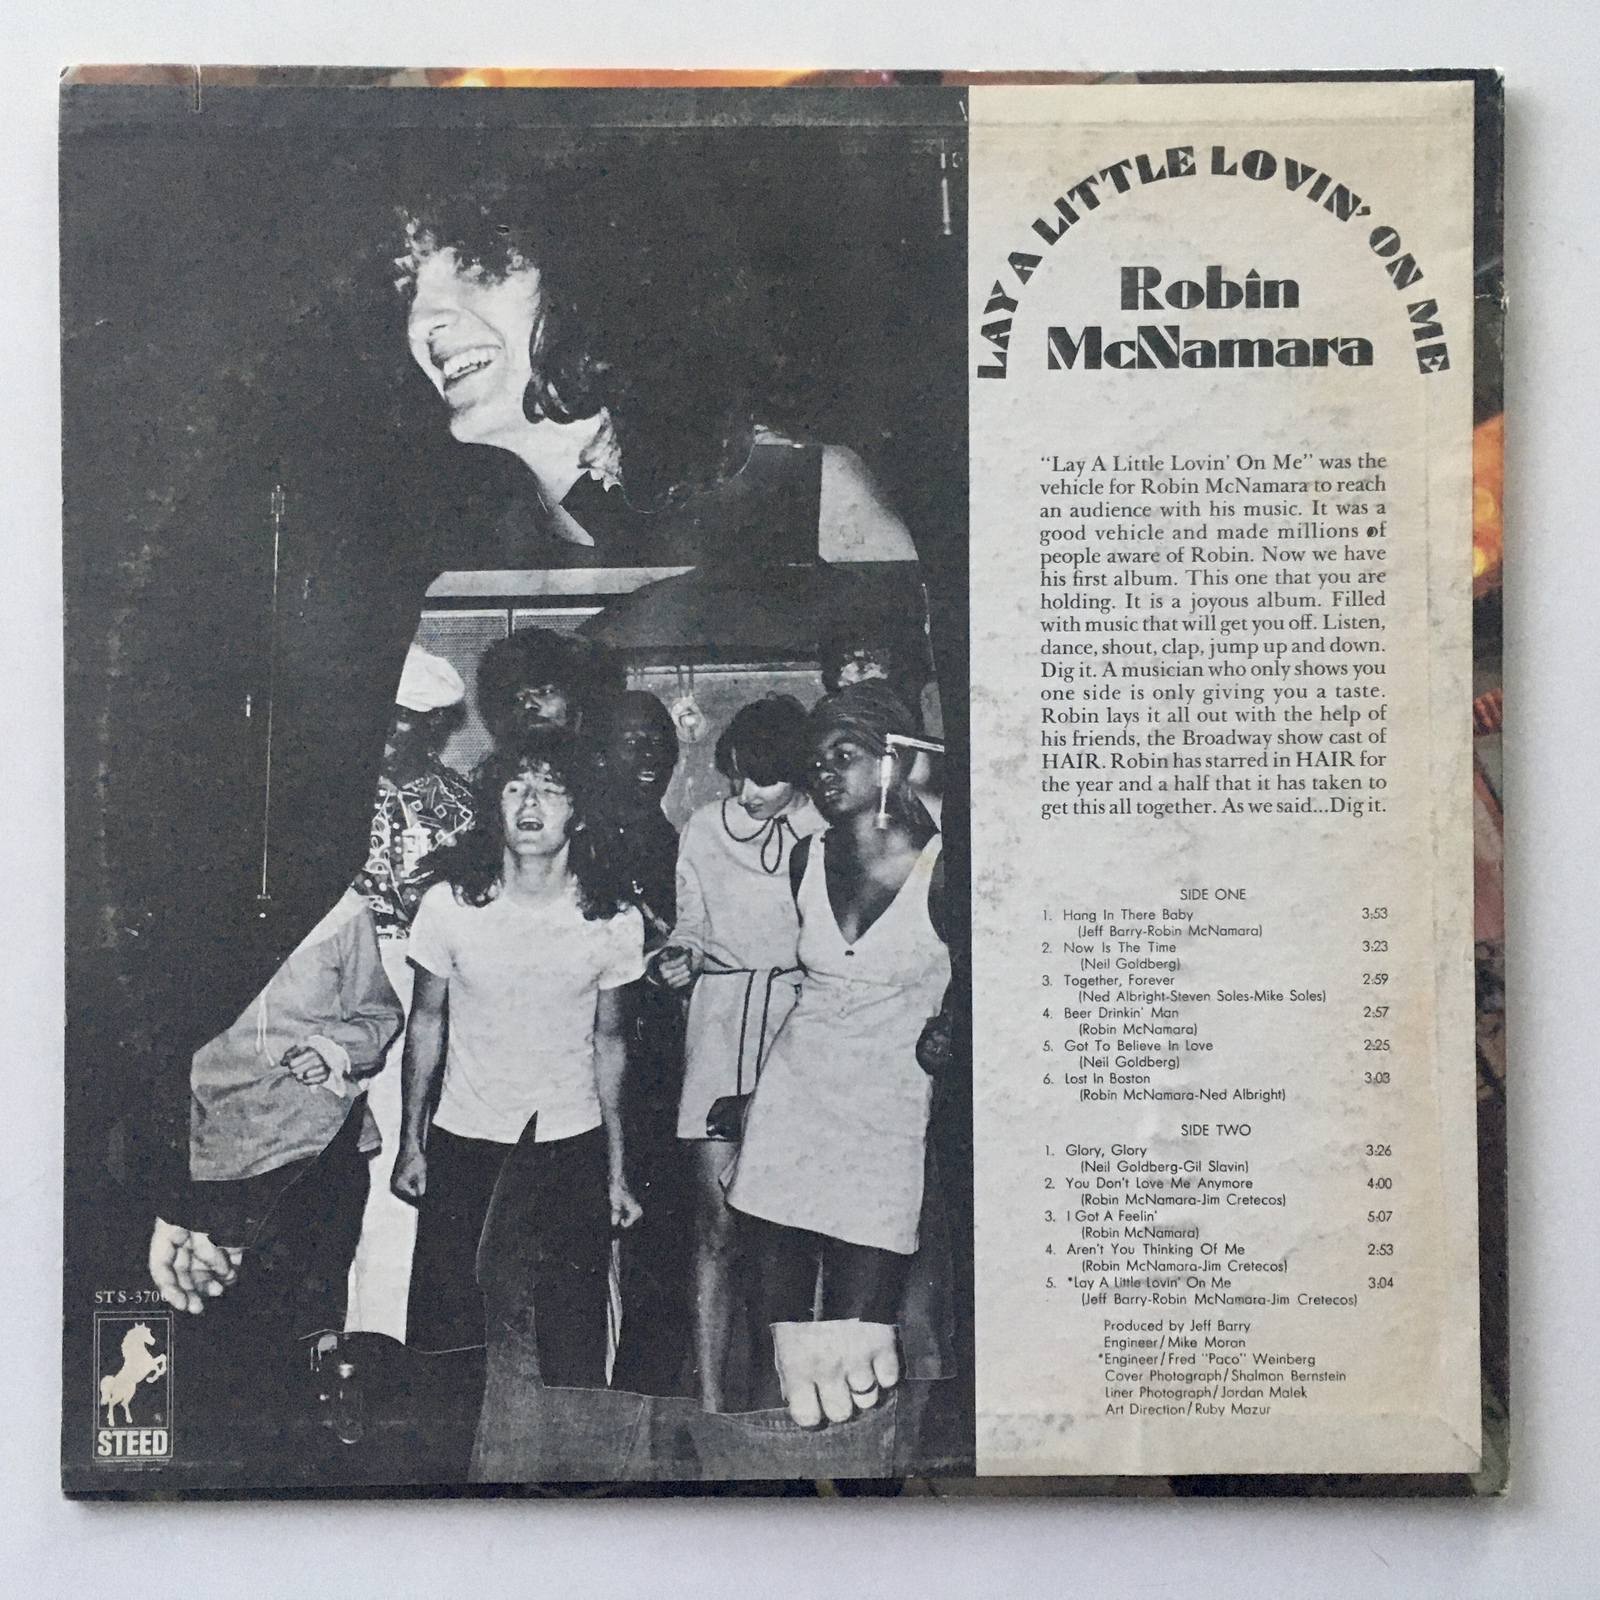 LAY A LITTLE LOVIN' ON ME
Robin
McNamara
“Lay A Little Lovin’ On Me” was the
vehicle for Robin McNamara to reach
an audience with his music. It was a
good vehicle and made millions of
people aware of Robin. Now we have
his first album. This one that you are
holding. It is a joyous album. Filled
with music that will get you off. Listen,
dance, shout, clap, jump up and down.
Dig it. A musician who only shows you
one side is only giving you a taste.
Robin lays it all out with the help of
his friends, the Broadway show cast of
HAIR. Robin has starred in HAIR for
the year and a half that it has taken to
get this all together. As we said...Dig it.
SIDE ONE
1. Hang In There Baby 3:53
(Jeff Barry-Robin McNamara)
2. Now Is The Time 3:23
(Neil Goldberg)
3. Together, Forever 2:59
(Ned Albright-Steven Soles-Mike Soles)
4. Beer Drinkin' Man 2:57
(Robin McNamara)
5. Got To Believe In Love 2:25
(Neil Goldberg)
6. Lost In Boston 3:03
(Robin McNamara-Ned Albright)
SIDE TWO
1. Glory, Glory 3:26
(Neil Goldberg-Gil Slavin)
2. You Don't Love Me Anymore 4:00
(Robin McNamara-Jim Cretecos)
3. I Got A Feelin' 5:07
(Robin McNamara)
4. Aren't You Thinking Of Me 2:53
(Robin McNamara-Jim Cretecos)
5. *Lay A Little Lovin' On Me 3:04
(Jeff Barry-Robin McNamara-Jim Cretecos)
Produced by Jeff Barry
Engineer/Mike Moran
*Engineer/Fred "Paco" Weinberg
Cover Photograph/Shalmon Bernstein
Liner Photograph/Jordan Malek
Art Direction/Ruby Mazur
STS-370
STEED